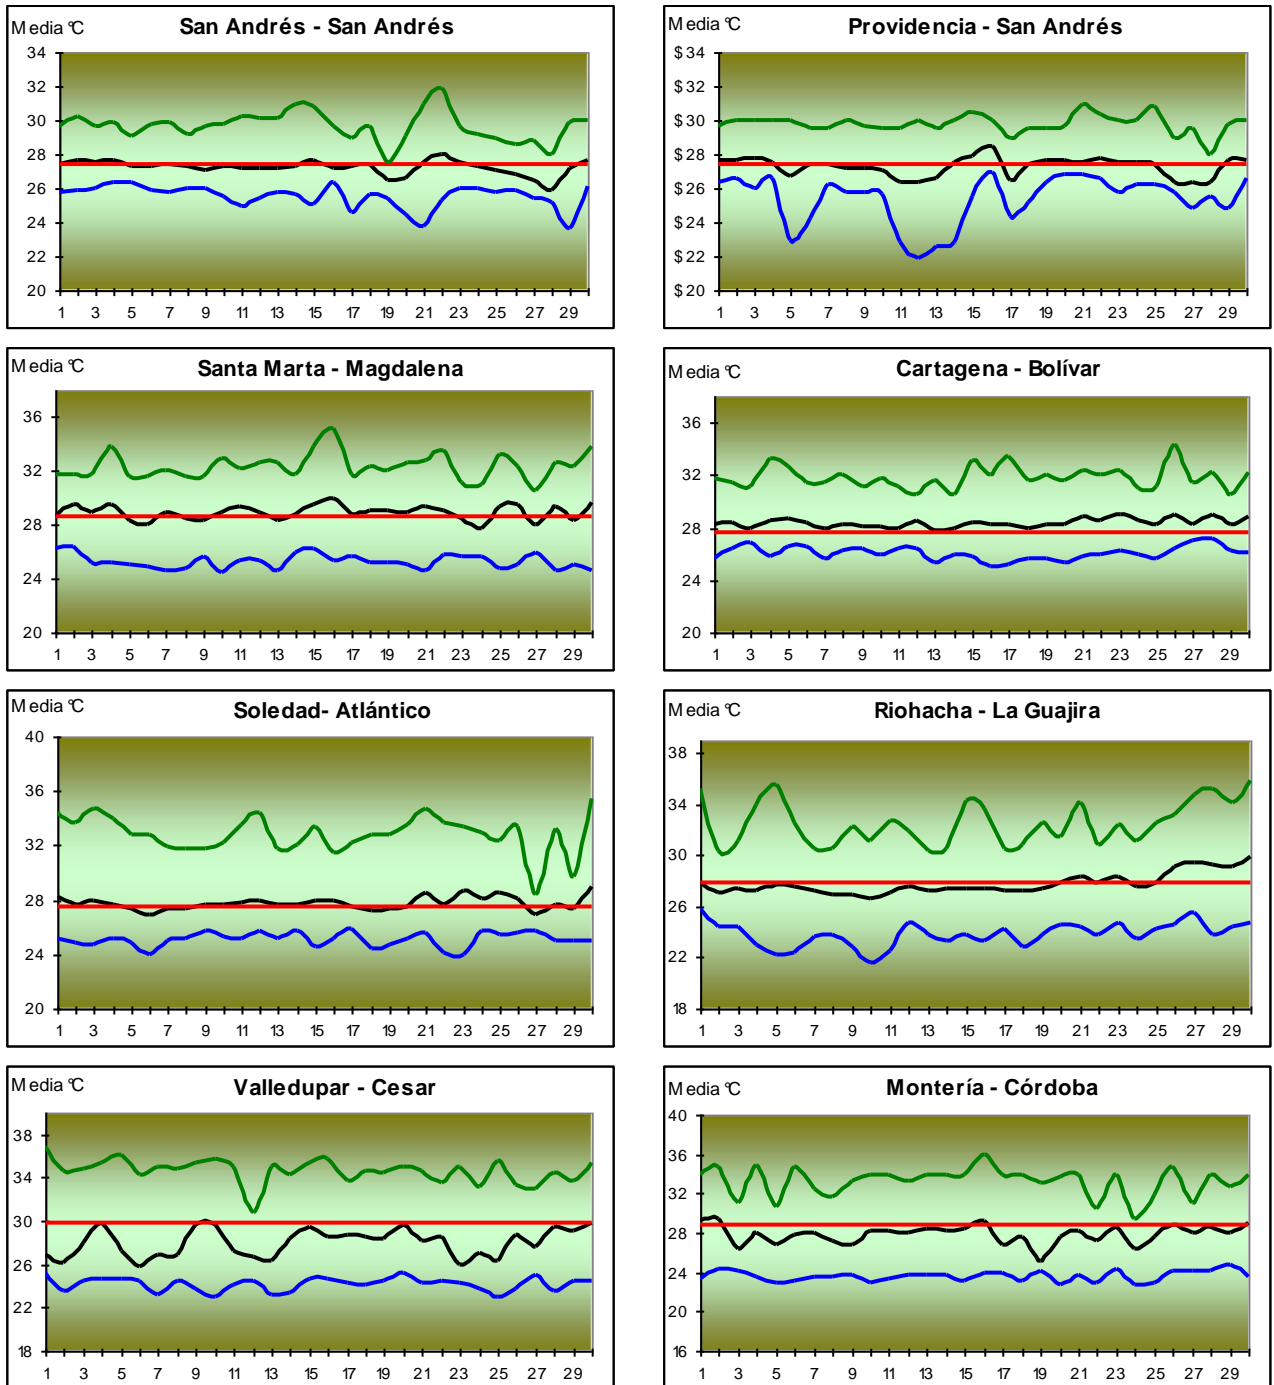 Media °C
San Andrés - San Andrés
34
32
30
28
26
24
22
20
1 3 5 7 9 11 13 15 17 19 21 23 25 27 29
Media °C
Providencia - San Andrés
$ 34
$ 32
$ 30
$ 28
$ 26
$ 24
$ 22
$ 20
1 3 5 7 9 11 13 15 17 19 21 23 25 27 29
Media °C
Santa Marta - Magdalena
36
32
28
24
20
1 3 5 7 9 11 13 15 17 19 21 23 25 27 29
Media °C
Cartagena - Bolívar
36
32
28
24
20
1 3 5 7 9 11 13 15 17 19 21 23 25 27 29
Media °C
Soledad- Atlántico
40
36
32
28
24
20
1 3 5 7 9 11 13 15 17 19 21 23 25 27 29
Media °C
Riohacha - La Guajira
38
34
30
26
22
18
1 3 5 7 9 11 13 15 17 19 21 23 25 27 29
Media °C
Valledupar - Cesar
38
34
30
26
22
18
1 3 5 7 9 11 13 15 17 19 21 23 25 27 29
Media °C
Montería - Córdoba
40
36
32
28
24
20
16
1 3 5 7 9 11 13 15 17 19 21 23 25 27 29